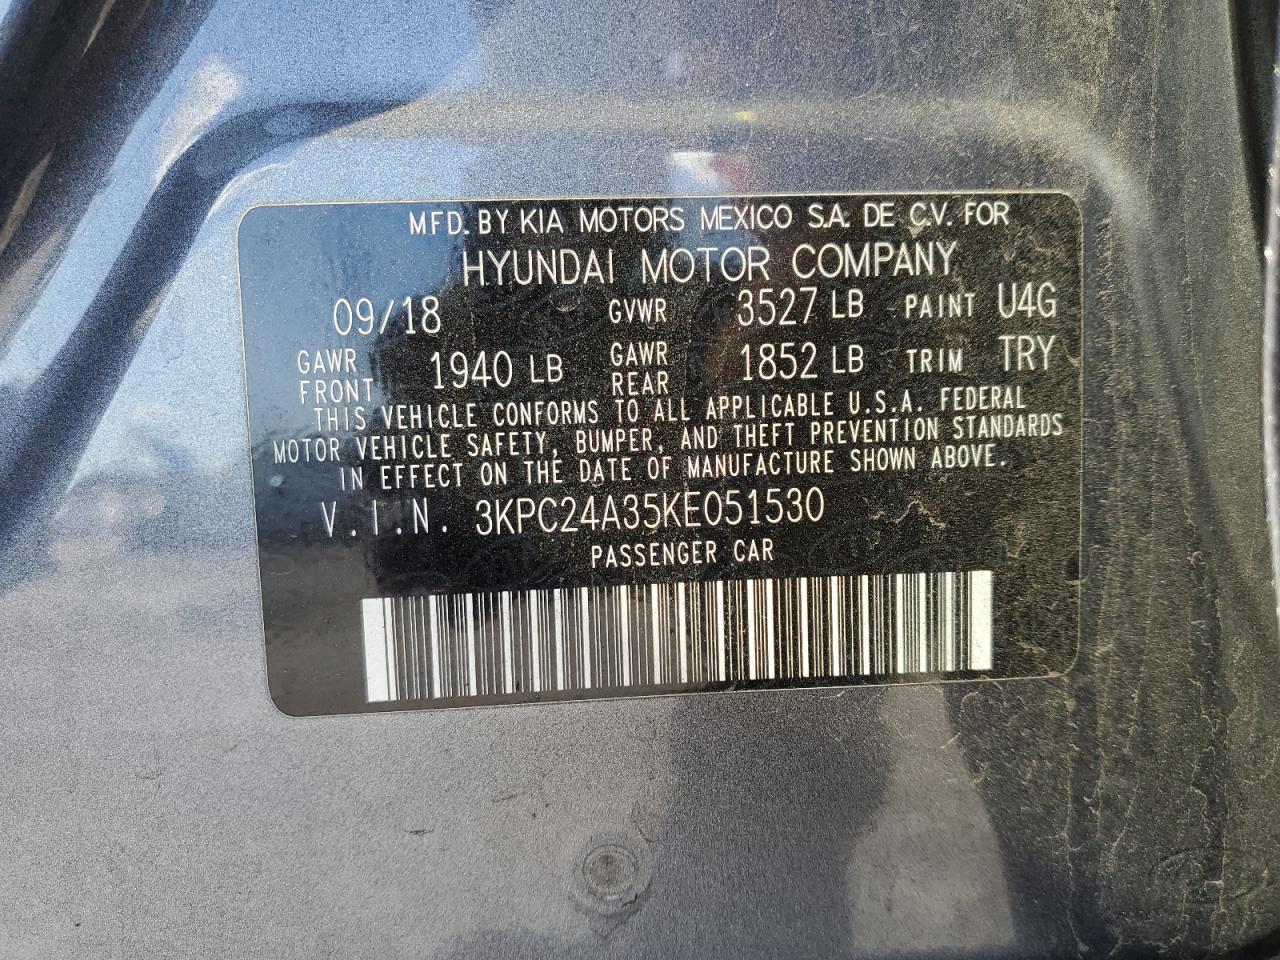 MFD. BY KIA MOTORS MEXICO S.A. DE C.V. FOR
HYUNDAI MOTOR COMPANY
09/18 GVWR 3527 LB PAINT U4G
GAWR FRONT 1940 LB GAWR REAR 1852 LB TRIM TRY
THIS VEHICLE CONFORMS TO ALL APPLICABLE U.S.A. FEDERAL
MOTOR VEHICLE SAFETY, BUMPER, AND THEFT PREVENTION STANDARDS
IN EFFECT ON THE DATE OF MANUFACTURE SHOWN ABOVE.
V.I.N. 3KPC24A35KE051530
PASSENGER CAR